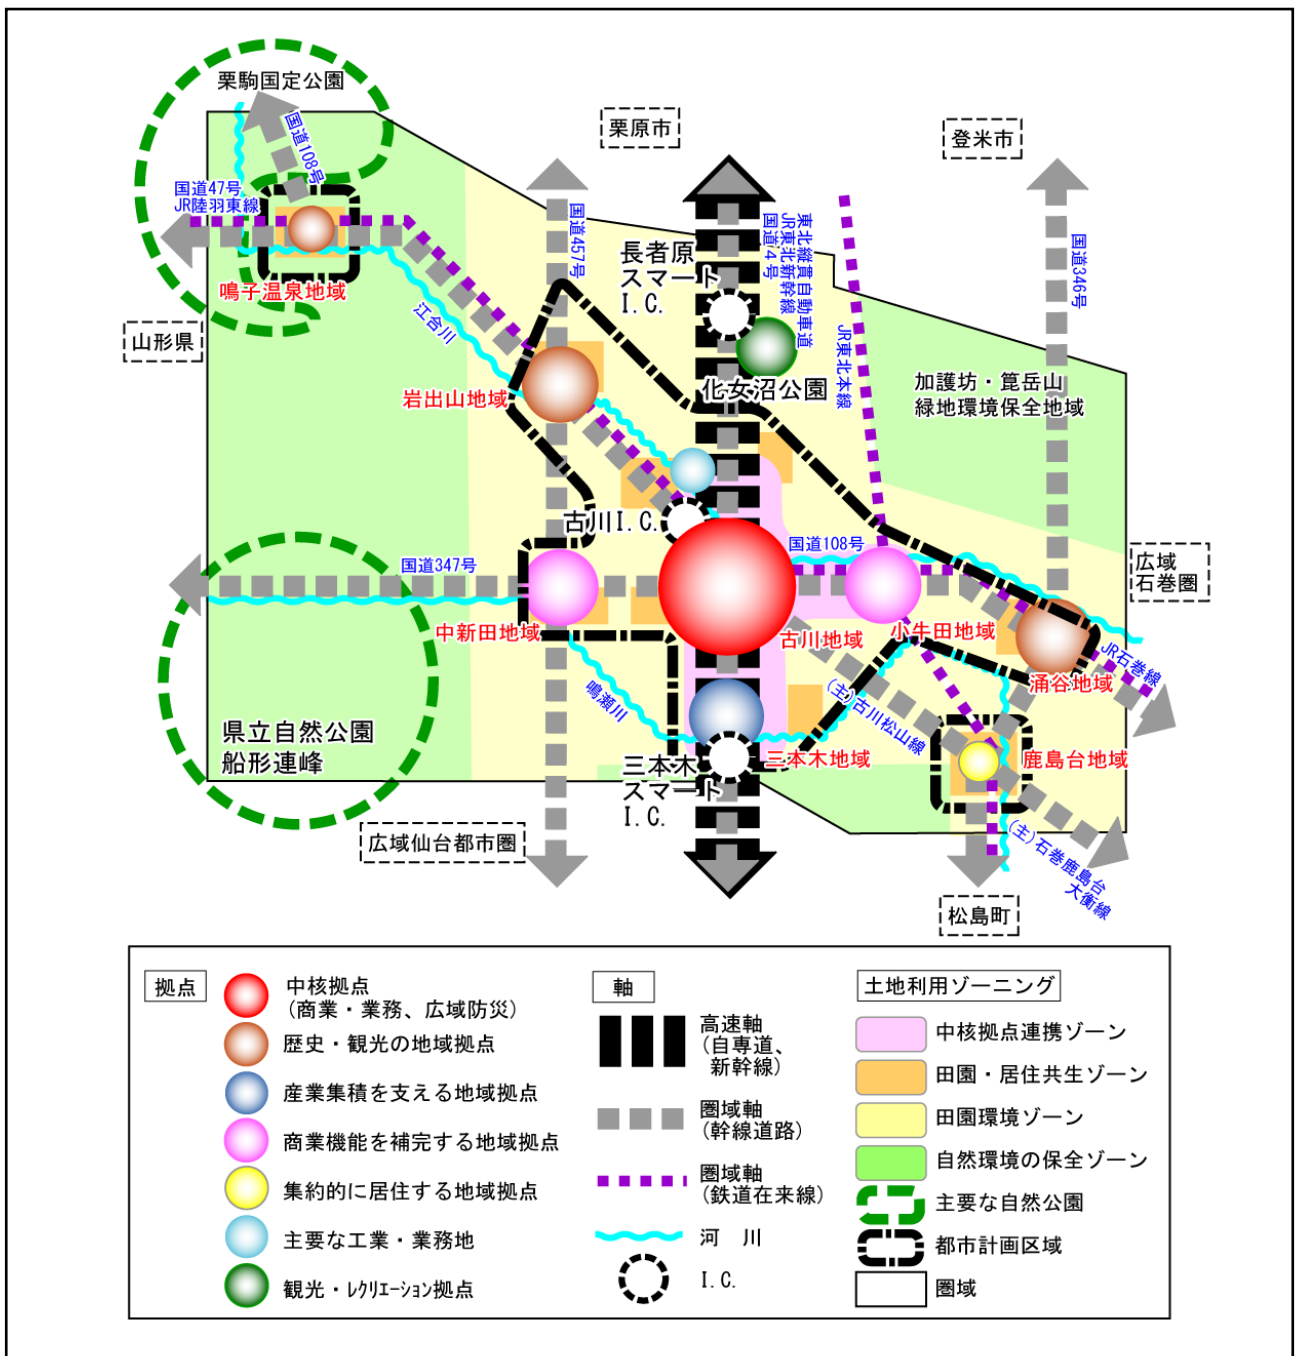 栗駒国定公園
国道108号
栗原市
登米市
国道47号
JR陸羽東線
国道457号
東北縦貫自動車道
JR東北新幹線
国道4号
国道346号
長者原
スマート
I.C.
鳴子温泉地域
江合川
山形県
JR東北本線
化女沼公園
加護坊・箆岳山
緑地環境保全地域
岩出山地域
古川I.C.
国道108号
国道347号
広域
石巻圏
中新田地域
古川地域
小牛田地域
JR石巻線
涌谷地域
鳴瀬川
(主)古川松山線
県立自然公園
船形連峰
三本木
スマート
I.C.
三本木地域
鹿島台地域
広域仙台都市圏
(主)石巻鹿島台
大衡線
松島町
拠点
中核拠点
(商業・業務、広域防災)
歴史・観光の地域拠点
産業集積を支える地域拠点
商業機能を補完する地域拠点
集約的に居住する地域拠点
主要な工業・業務地
観光・レクリエーション拠点
軸
高速軸
(自専道、
新幹線)
圏域軸
(幹線道路)
圏域軸
(鉄道在来線)
河　川
I.C.
土地利用ゾーニング
中核拠点連携ゾーン
田園・居住共生ゾーン
田園環境ゾーン
自然環境の保全ゾーン
主要な自然公園
都市計画区域
圏域